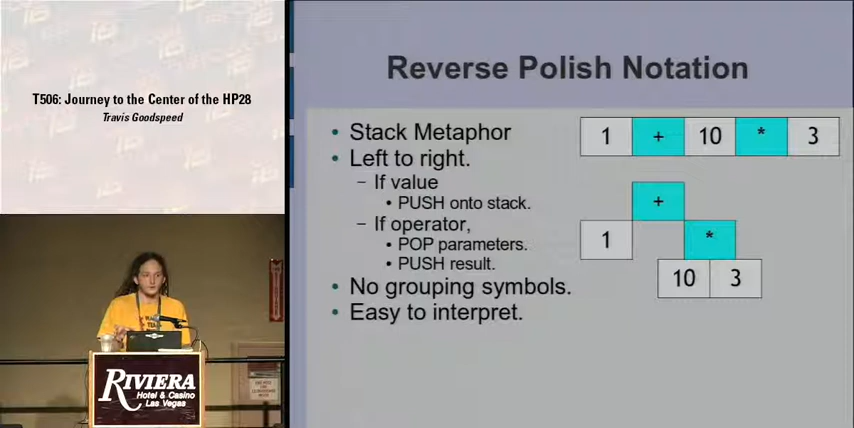 T506: Journey to the Center of the HP28
Travis Goodspeed
RIVIERA
Hotel & Casino
Las Vegas
Reverse Polish Notation
• Stack Metaphor
• Left to right.
– If value
• PUSH onto stack.
– If operator,
• POP parameters.
• PUSH result.
• No grouping symbols.
• Easy to interpret.
1 + 10 * 3
+
1 *
10 3